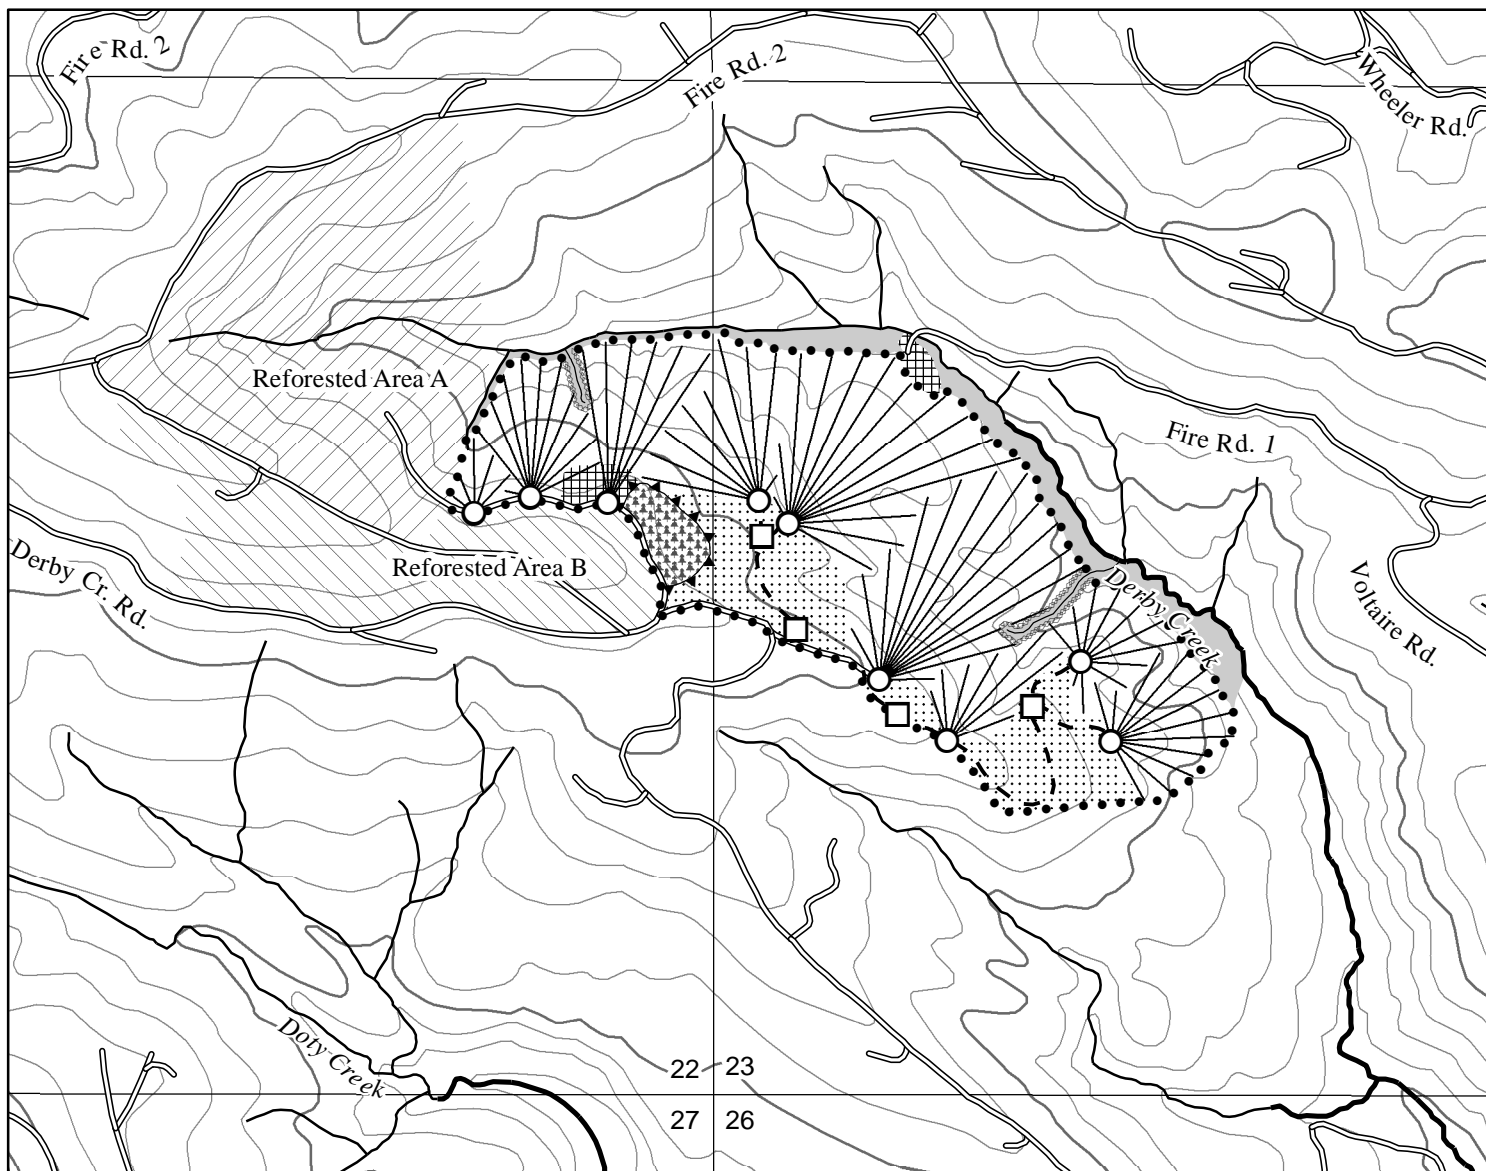 Fire Rd. 2
Fire Rd. 2
Wheeler Rd.
Reforested Area A
Fire Rd. 1
Derby Cr. Rd.
Reforested Area B
Derby Creek
Voltaire Rd.
Doty Creek
22 23
27 26